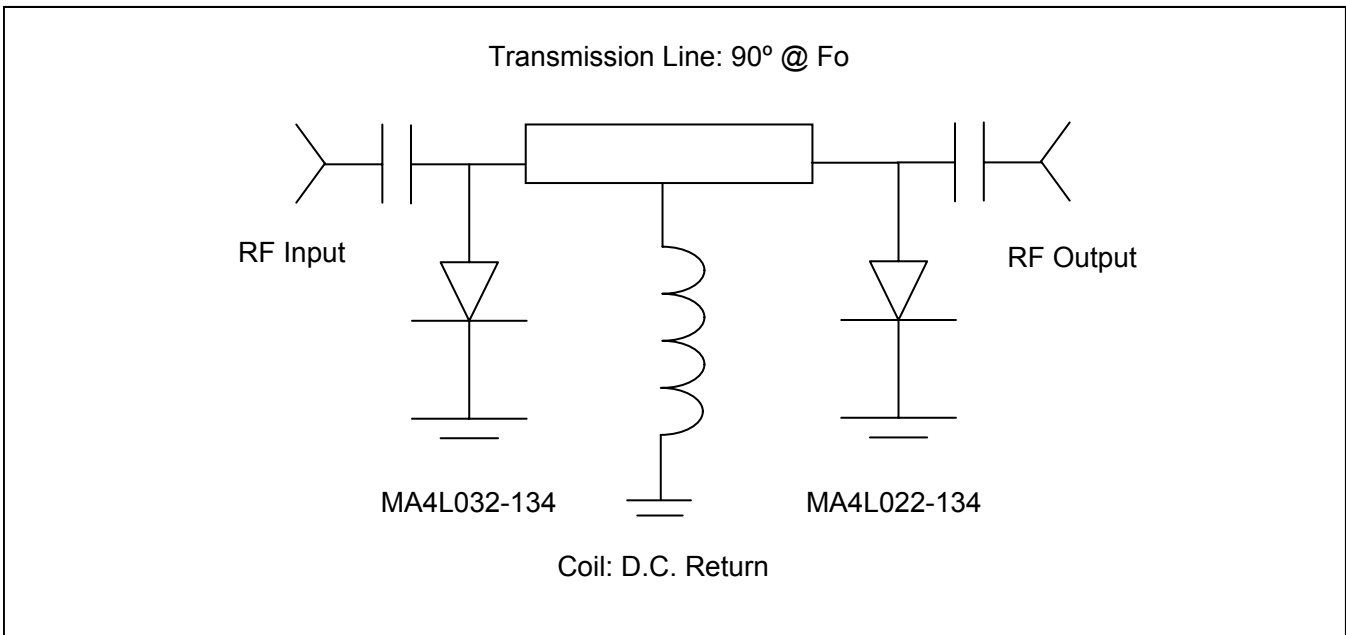 Transmission Line: 90º @ Fo
RF Input
RF Output
MA4L032-134
MA4L022-134
Coil: D.C. Return